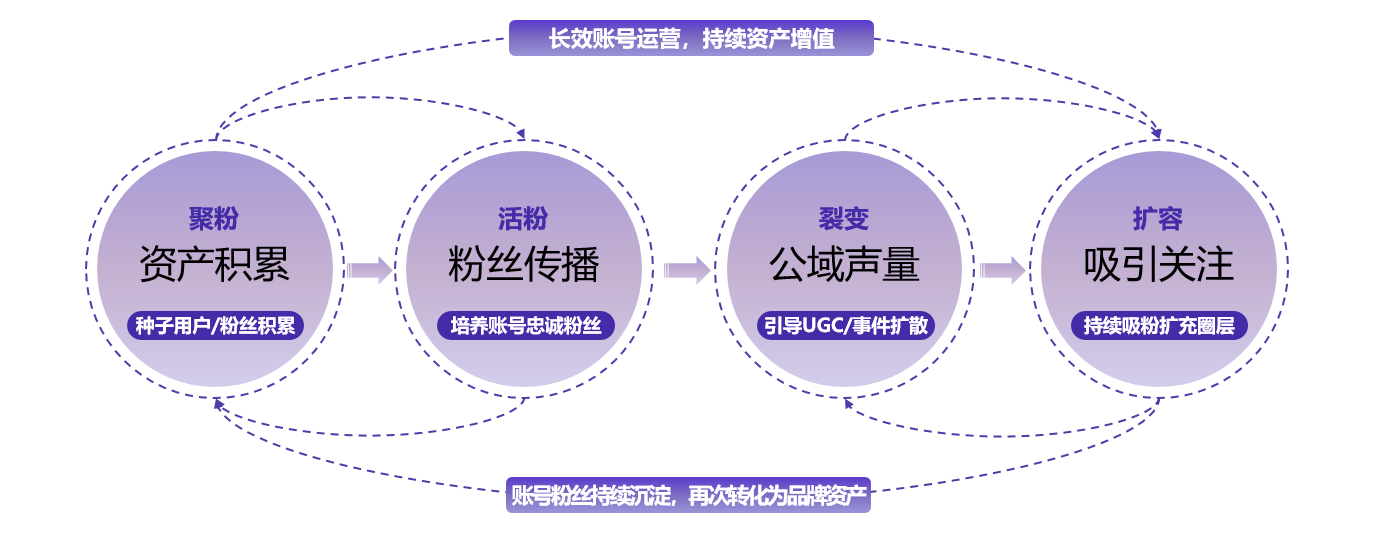 长效账号运营，持续资产增值
聚粉
资产积累
种子用户/粉丝积累
活粉
粉丝传播
培养账号忠诚粉丝
裂变
公域声量
引导UGC/事件扩散
扩容
吸引关注
持续吸粉扩充圈层
账号粉丝持续沉淀，再次转化为品牌资产